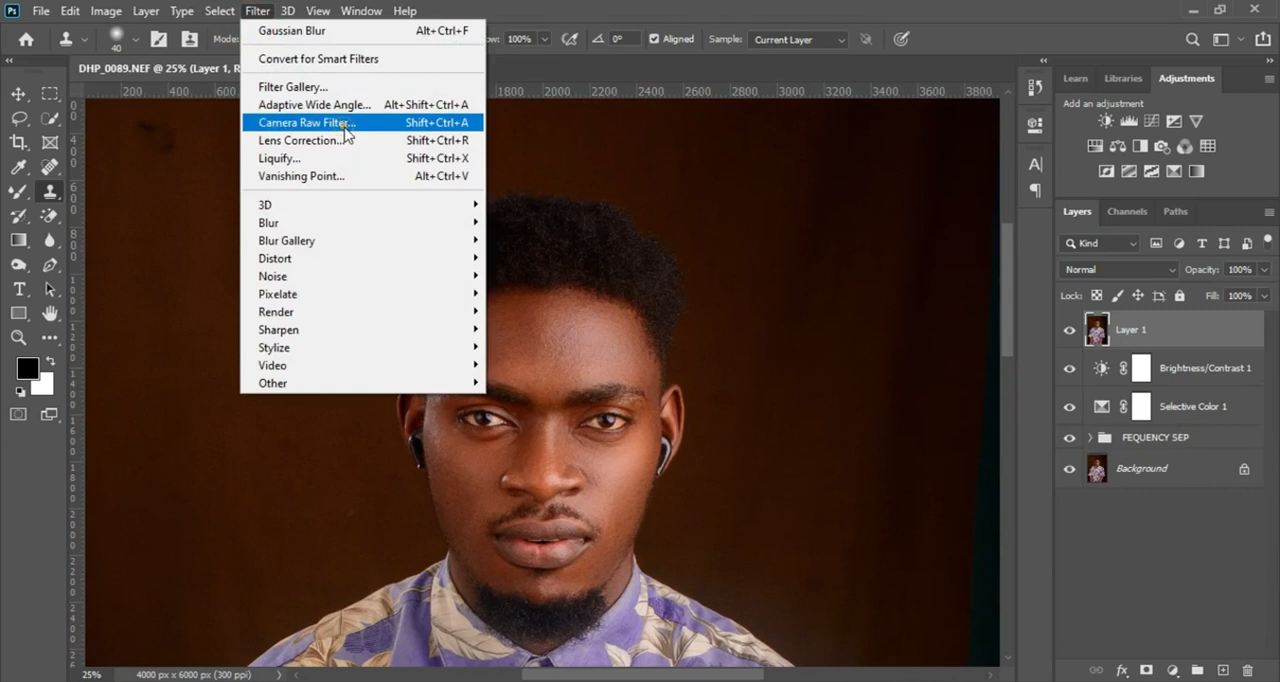 Ps File Edit Image Layer Type Select Filter 3D View Window Help
40 Mode: 100% 0° Aligned Sample: Current Layer
DHP_0089.NEF @ 25% (Layer 1, R
200 400 600 2000 2200 2400 2600 2800 3000 3200 3400 3600 3800
Gaussian Blur Alt+Ctrl+F
Convert for Smart Filters
Filter Gallery...
Adaptive Wide Angle... Alt+Shift+Ctrl+A
Camera Raw Filter... Shift+Ctrl+A
Lens Correction... Shift+Ctrl+R
Liquify... Shift+Ctrl+X
Vanishing Point... Alt+Ctrl+V
3D
Blur
Blur Gallery
Distort
Noise
Pixelate
Render
Sharpen
Stylize
Video
Other
Learn Libraries Adjustments
Add an adjustment
Layers Channels Paths
Kind
Normal Opacity: 100%
Lock: Fill: 100%
Layer 1
Brightness/Contrast 1
Selective Color 1
FEQUENCY SEP
Background
25% 4000 px x 6000 px (300 ppi)